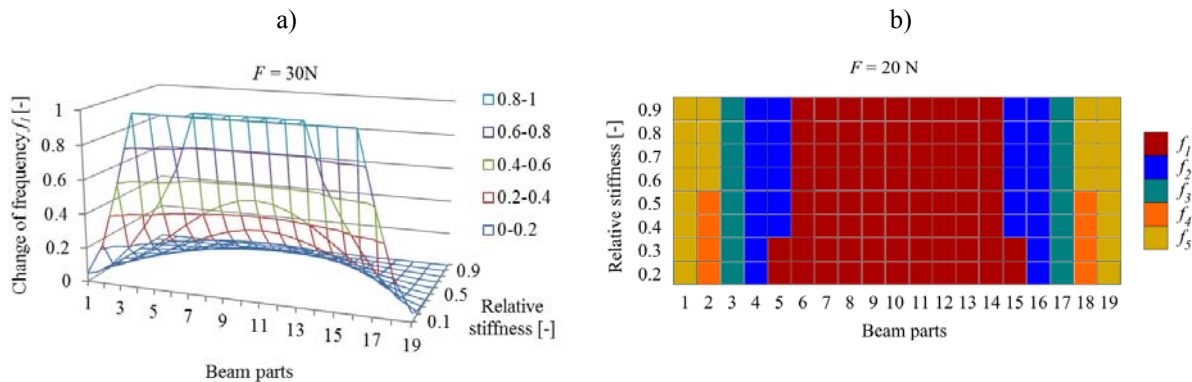 a)
F = 30N
Change of frequency f1 [-]
1
0.8
0.6
0.4
0.2
0
1 3 5 7 9 11 13 15 17 19
Beam parts
0.9
0.5
0.1
Relative
stiffness [-]
0.8-1
0.6-0.8
0.4-0.6
0.2-0.4
0-0.2
b)
F = 20 N
Relative stiffness [-]
0.9
0.8
0.7
0.6
0.5
0.4
0.3
0.2
1 2 3 4 5 6 7 8 9 10 11 12 13 14 15 16 17 18 19
Beam parts
f1
f2
f3
f4
f5